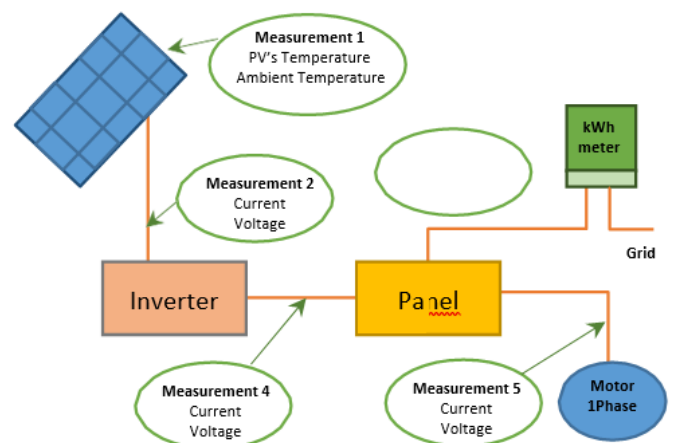 Measurement 1
PV's Temperature
Ambient Temperature
kWh
meter
Measurement 2
Current
Voltage
Grid
Inverter
Panel
Measurement 4
Current
Voltage
Measurement 5
Current
Voltage
Motor
1Phase